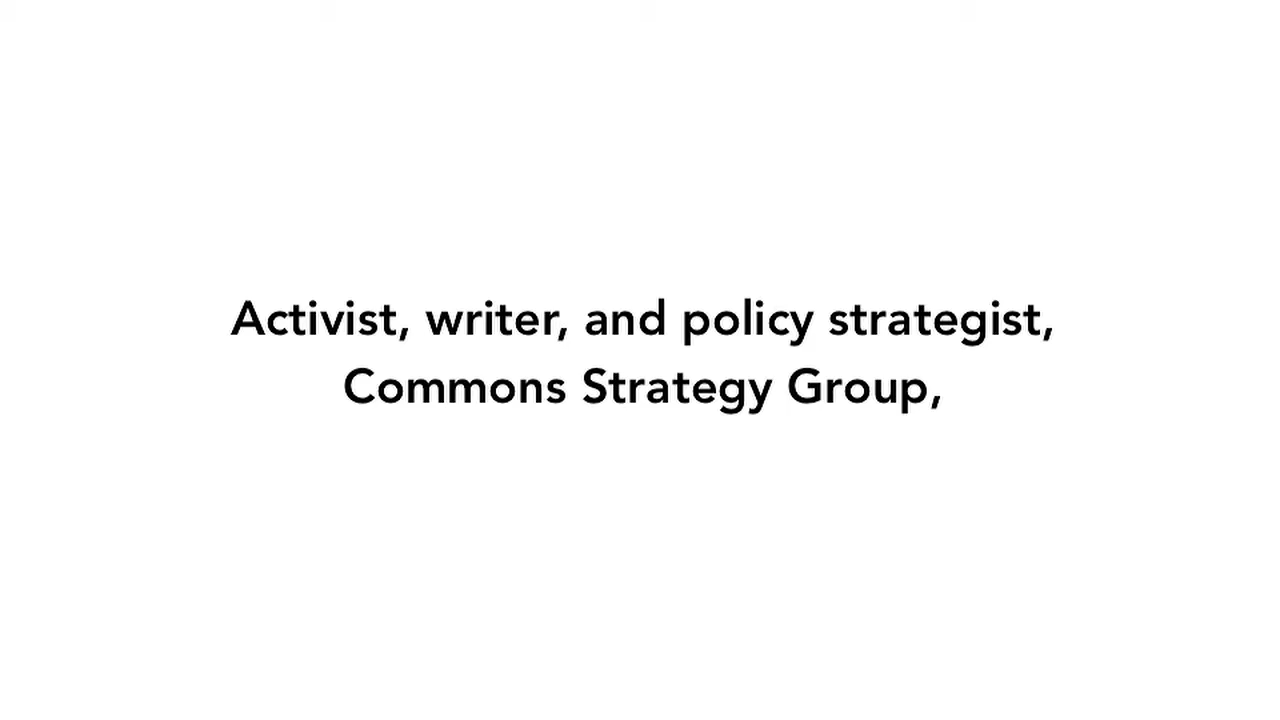 Activist, writer, and policy strategist,
Commons Strategy Group,